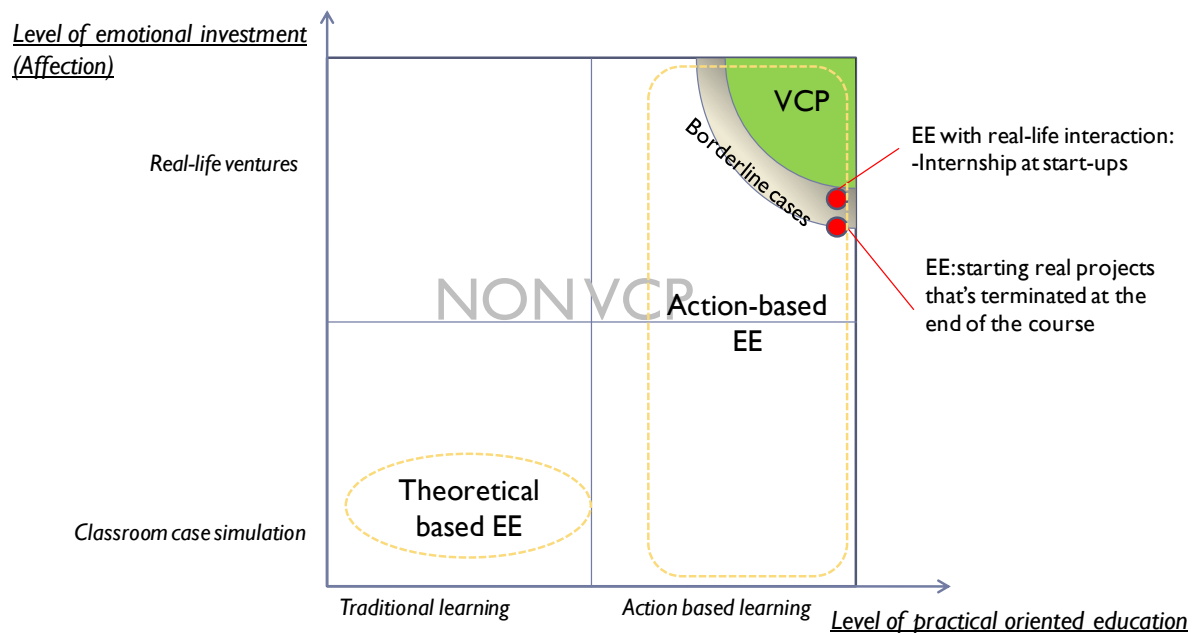 Level of emotional investment
(Affection)
VCP
Borderline cases
EE with real-life interaction:
-Internship at start-ups
Real-life ventures
EE:starting real projects
that's terminated at the
end of the course
NON VCP
Action-based
EE
Theoretical
based EE
Classroom case simulation
Traditional learning
Action based learning
Level of practical oriented education